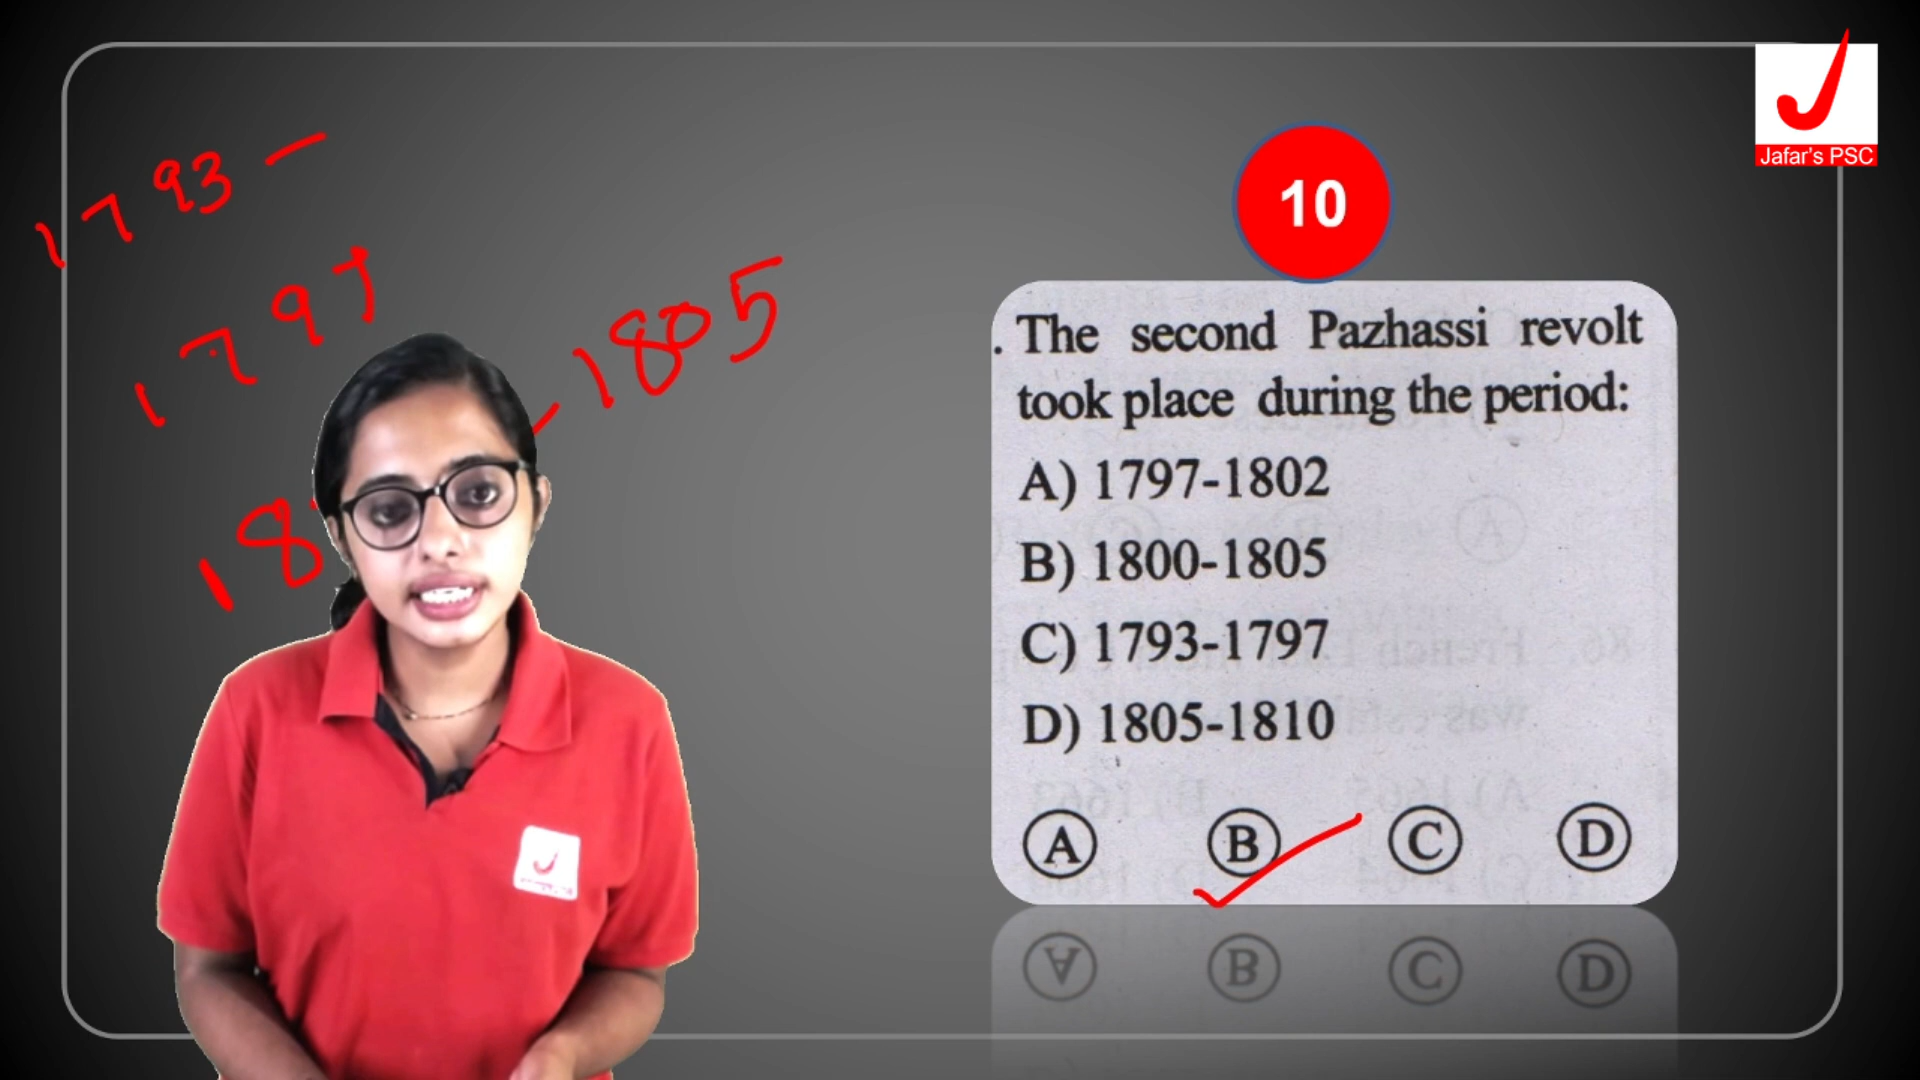 1793 -
1797
- 1805
18
Jafar's PSC
10
. The second Pazhassi revolt
took place during the period:
A) 1797-1802
B) 1800-1805
C) 1793-1797
D) 1805-1810
A B C D